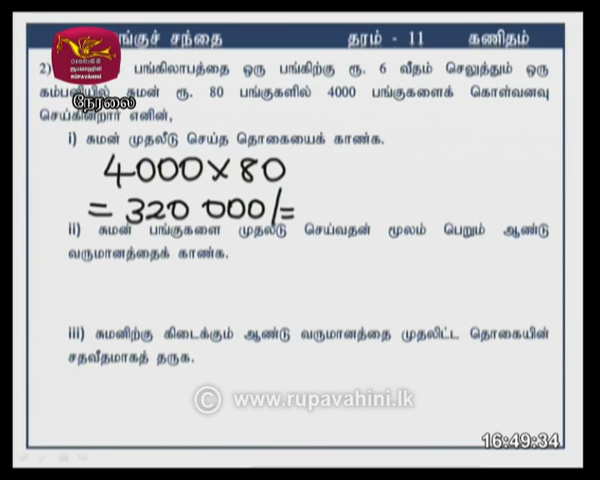 பங்குச் சந்தை தரம் - 11 கணிதம்
2) பங்கிலாபத்தை ஒரு பங்கிற்கு ரூ. 6 வீதம் செலுத்தும் ஒரு
கம்பனியில் சுமன் ரூ. 80 பங்குகளில் 4000 பங்குகளைக் கொள்வனவு
நேரலை
செய்கின்றார் எனின்,
i) சுமன் முதலீடு செய்த தொகையைக் காண்க.
4000 × 80
= 320 000/=
ii) சுமன் பங்குகளை முதலீடு செய்வதன் மூலம் பெறும் ஆண்டு
வருமானத்தைக் காண்க.
iii) சுமனிற்கு கிடைக்கும் ஆண்டு வருமானத்தை முதலிட்ட தொகையின்
சதவீதமாகத் தருக.
© www.rupavahini.lk
16:49:34